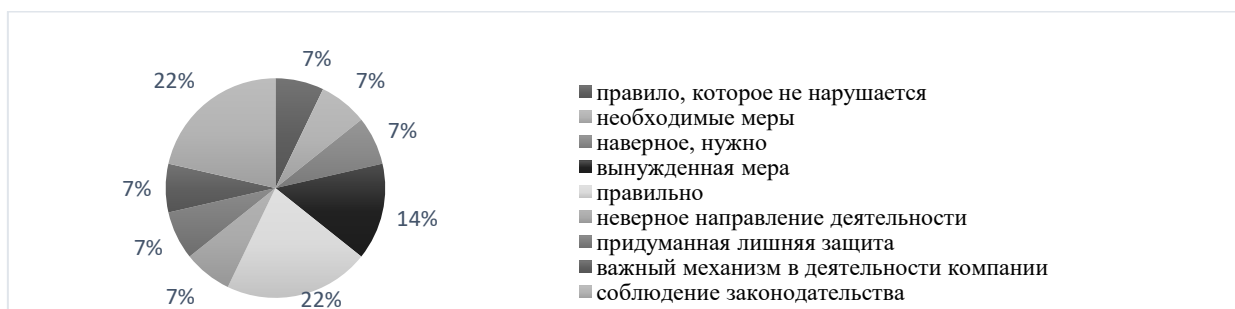 7%
7%
22%
7%
7%
14%
7%
7%
22%
правило, которое не нарушается
необходимые меры
наверное, нужно
вынужденная мера
правильно
неверное направление деятельности
придуманная лишняя защита
важный механизм в деятельности компании
соблюдение законодательства